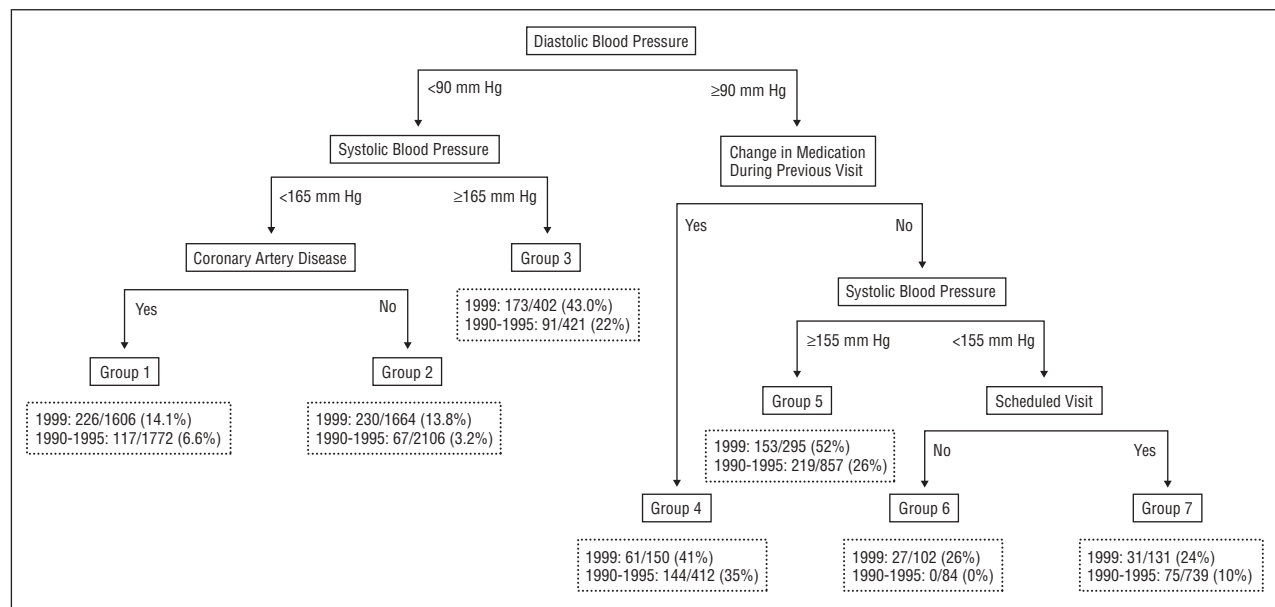 Diastolic Blood Pressure
<90 mm Hg
≥90 mm Hg
Systolic Blood Pressure
Change in Medication
During Previous Visit
<165 mm Hg
≥165 mm Hg
Yes
No
Coronary Artery Disease
Group 3
Systolic Blood Pressure
1999: 173/402 (43.0%)
1990-1995: 91/421 (22%)
Yes
No
≥155 mm Hg
<155 mm Hg
Group 1
Group 2
Group 5
Scheduled Visit
1999: 226/1606 (14.1%)
1990-1995: 117/1772 (6.6%)
1999: 230/1664 (13.8%)
1990-1995: 67/2106 (3.2%)
1999: 153/295 (52%)
1990-1995: 219/857 (26%)
No
Yes
Group 4
Group 6
Group 7
1999: 61/150 (41%)
1990-1995: 144/412 (35%)
1999: 27/102 (26%)
1990-1995: 0/84 (0%)
1999: 31/131 (24%)
1990-1995: 75/739 (10%)